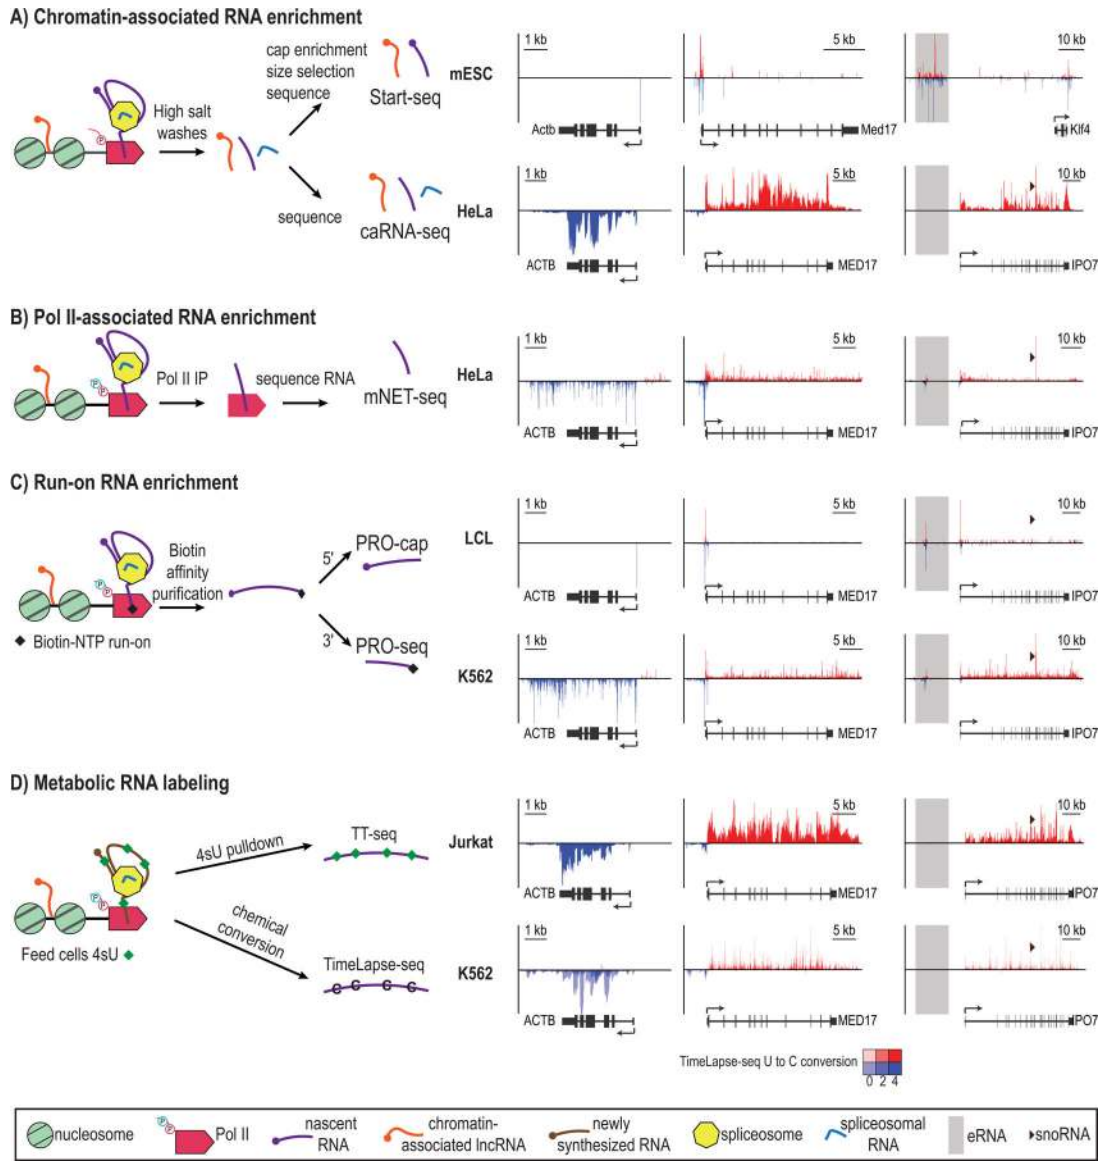 A) Chromatin-associated RNA enrichment
High salt
washes
cap enrichment
size selection
sequence
Start-seq
sequence
caRNA-seq
mESC
1 kb
Actb
5 kb
Med17
10 kb
Klf4
HeLa
1 kb
ACTB
5 kb
MED17
10 kb
IPO7
P
B) Pol II-associated RNA enrichment
Pol II IP
sequence RNA
mNET-seq
P
P
HeLa
1 kb
ACTB
5 kb
MED17
10 kb
IPO7
C) Run-on RNA enrichment
Biotin
affinity
purification
5'
PRO-cap
3'
PRO-seq
P
P
Biotin-NTP run-on
LCL
1 kb
ACTB
5 kb
MED17
10 kb
IPO7
K562
1 kb
ACTB
5 kb
MED17
10 kb
IPO7
D) Metabolic RNA labeling
4sU pulldown
TT-seq
chemical
conversion
C C C C
TimeLapse-seq
P
P
Feed cells 4sU
Jurkat
1 kb
ACTB
5 kb
MED17
10 kb
IPO7
K562
1 kb
ACTB
5 kb
MED17
10 kb
IPO7
TimeLapse-seq U to C conversion
0 2 4
nucleosome
P
P
Pol II
nascent
RNA
chromatin-
associated lncRNA
newly
synthesized RNA
spliceosome
spliceosomal
RNA
eRNA
snoRNA